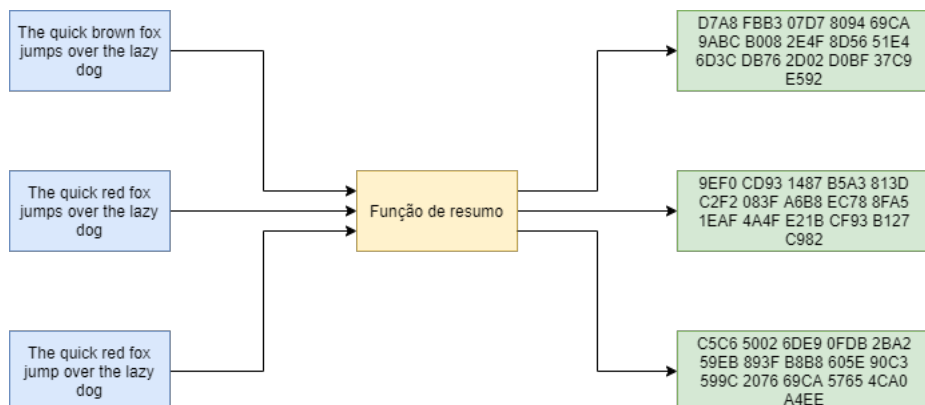 The quick brown fox
jumps over the lazy
dog
D7A8 FBB3 07D7 8094 69CA
9ABC B008 2E4F 8D56 51E4
6D3C DB76 2D02 D0BF 37C9
E592
The quick red fox
jumps over the lazy
dog
Função de resumo
9EF0 CD93 1487 B5A3 813D
C2F2 083F A6B8 EC78 8FA5
1EAF 4A4F E21B CF93 B127
C982
The quick red fox
jump over the lazy
dog
C5C6 5002 6DE9 0FDB 2BA2
59EB 893F B8B8 605E 90C3
599C 2076 69CA 5765 4CA0
A4EE